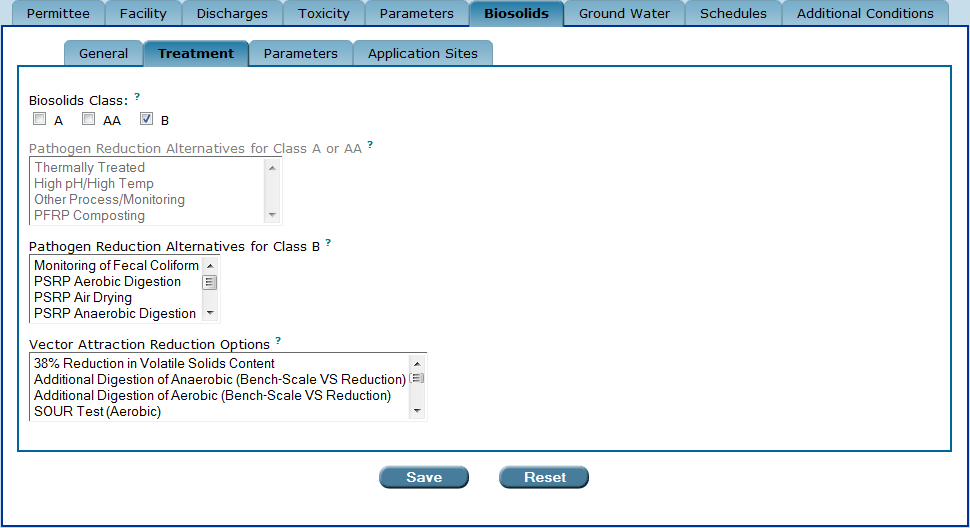 Permittee Facility Discharges Toxicity Parameters Biosolids Ground Water Schedules Additional Conditions
General Treatment Parameters Application Sites
Biosolids Class: ?
A AA B
Pathogen Reduction Alternatives for Class A or AA ?
Thermally Treated
High pH/High Temp
Other Process/Monitoring
PFRP Composting
Pathogen Reduction Alternatives for Class B ?
Monitoring of Fecal Coliform
PSRP Aerobic Digestion
PSRP Air Drying
PSRP Anaerobic Digestion
Vector Attraction Reduction Options ?
38% Reduction in Volatile Solids Content
Additional Digestion of Anaerobic (Bench-Scale VS Reduction)
Additional Digestion of Aerobic (Bench-Scale VS Reduction)
SOUR Test (Aerobic)
Save Reset